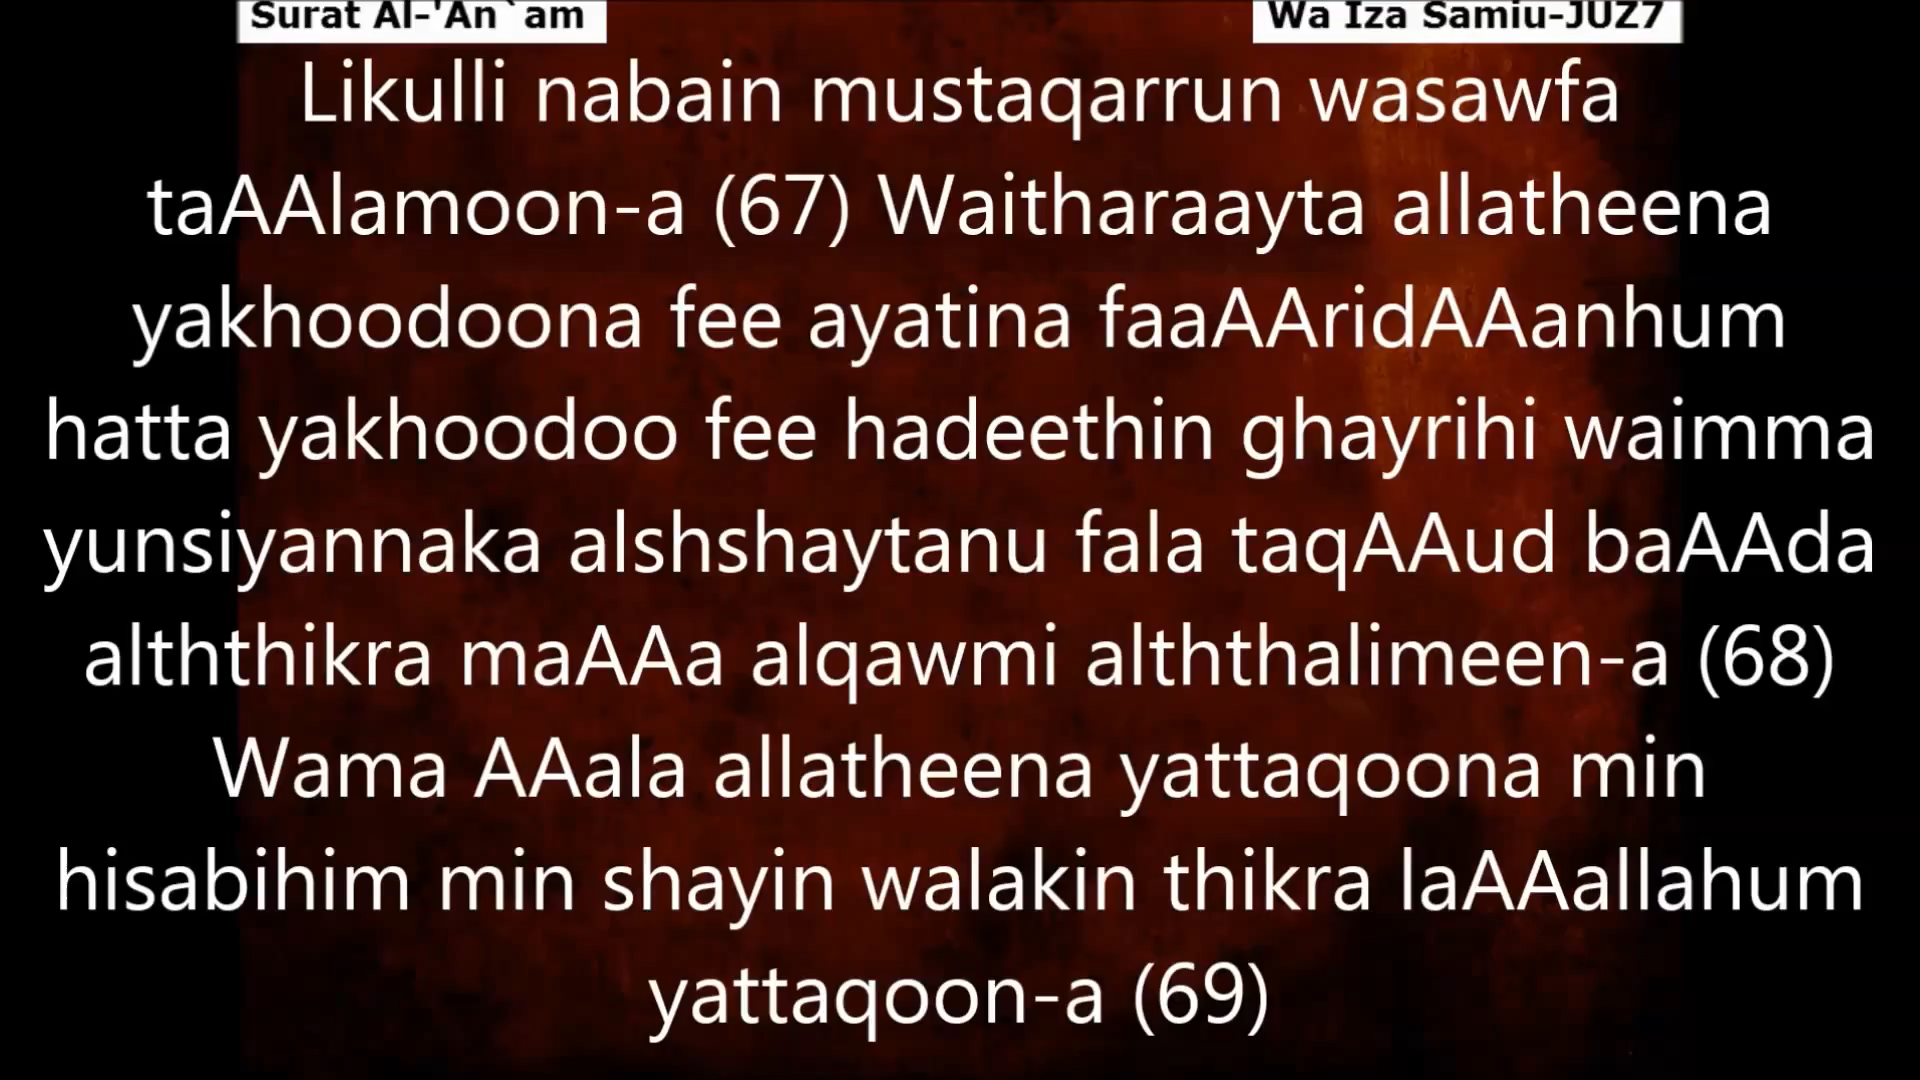 Surat Al-'An`am
Wa Iza Samiu-JUZ7
Likulli nabain mustaqarrun wasawfa
taAAlamoon-a (67) Waitharaayta allatheena
yakhoodoona fee ayatina faaAAridAAanhum
hatta yakhoodoo fee hadeethin ghayrihi waimma
yunsiyannaka alshshaytanu fala taqAAud baAAda
alththikra maAAa alqawmi alththalimeen-a (68)
Wama AAala allatheena yattaqoona min
hisabihim min shayin walakin thikra laAAallahum
yattaqoon-a (69)